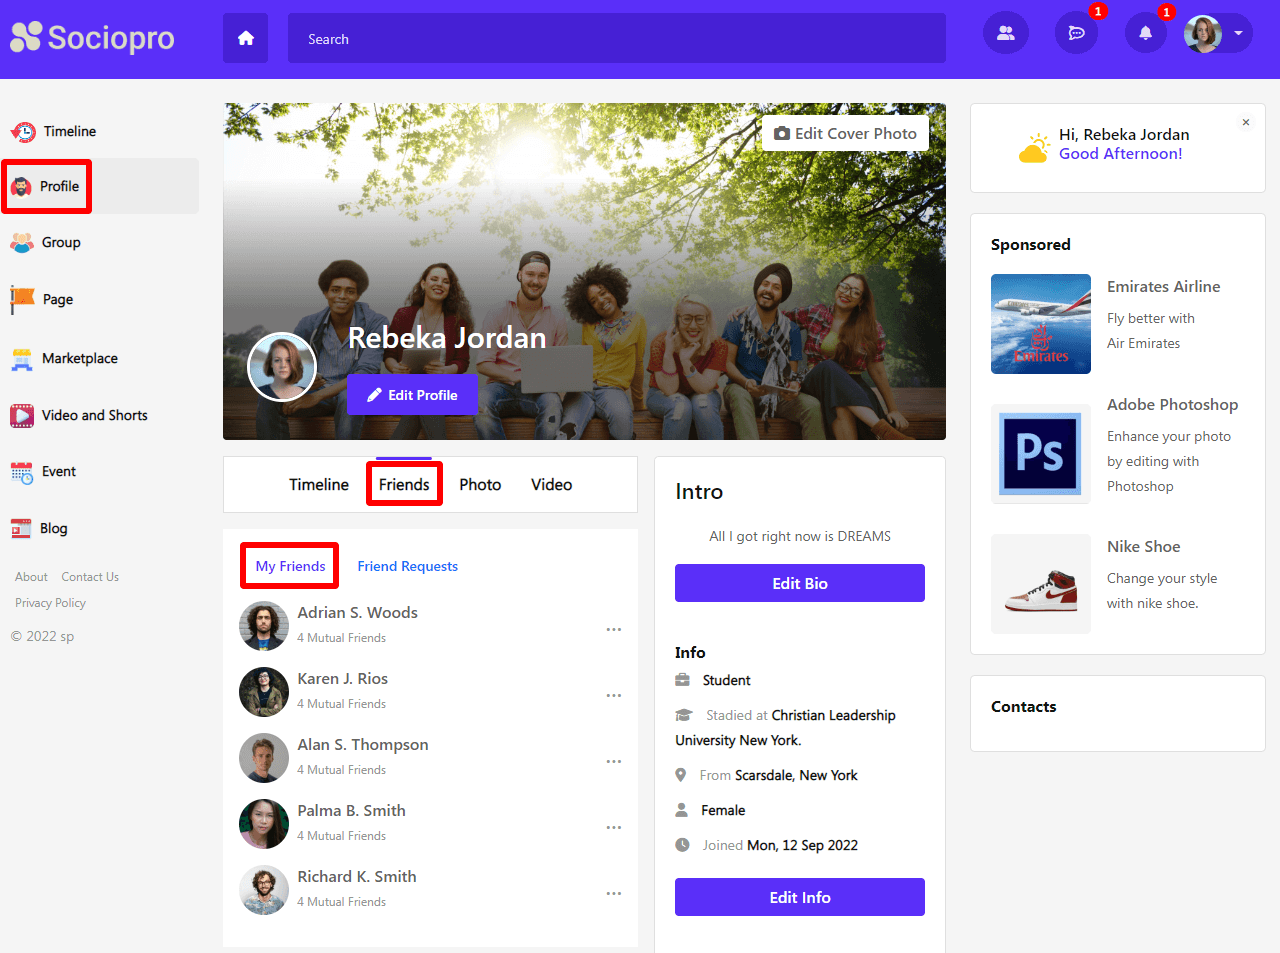 Sociopro
Search
1
1
Timeline
Profile
Group
Page
Marketplace
Video and Shorts
Event
Blog
About Contact Us
Privacy Policy
© 2022 sp
Edit Cover Photo
Rebeka Jordan
Edit Profile
Timeline Friends Photo Video
My Friends Friend Requests
Adrian S. Woods
4 Mutual Friends
Karen J. Rios
4 Mutual Friends
Alan S. Thompson
4 Mutual Friends
Palma B. Smith
4 Mutual Friends
Richard K. Smith
4 Mutual Friends
Intro
All I got right now is DREAMS
Edit Bio
Info
Student
Stadied at Christian Leadership
University New York.
From Scarsdale, New York
Female
Joined Mon, 12 Sep 2022
Edit Info
Hi, Rebeka Jordan
Good Afternoon!
Sponsored
Emirates
Emirates Airline
Fly better with
Air Emirates
Ps
Adobe Photoshop
Enhance your photo
by editing with
Photoshop
Nike Shoe
Change your style
with nike shoe.
Contacts